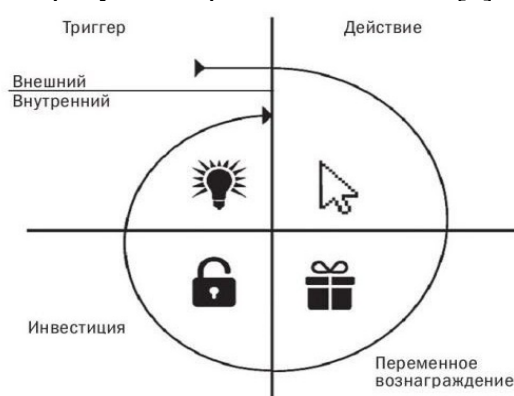 Триггер
Действие
Внешний
Внутренний
Инвестиция
Переменное
вознаграждение